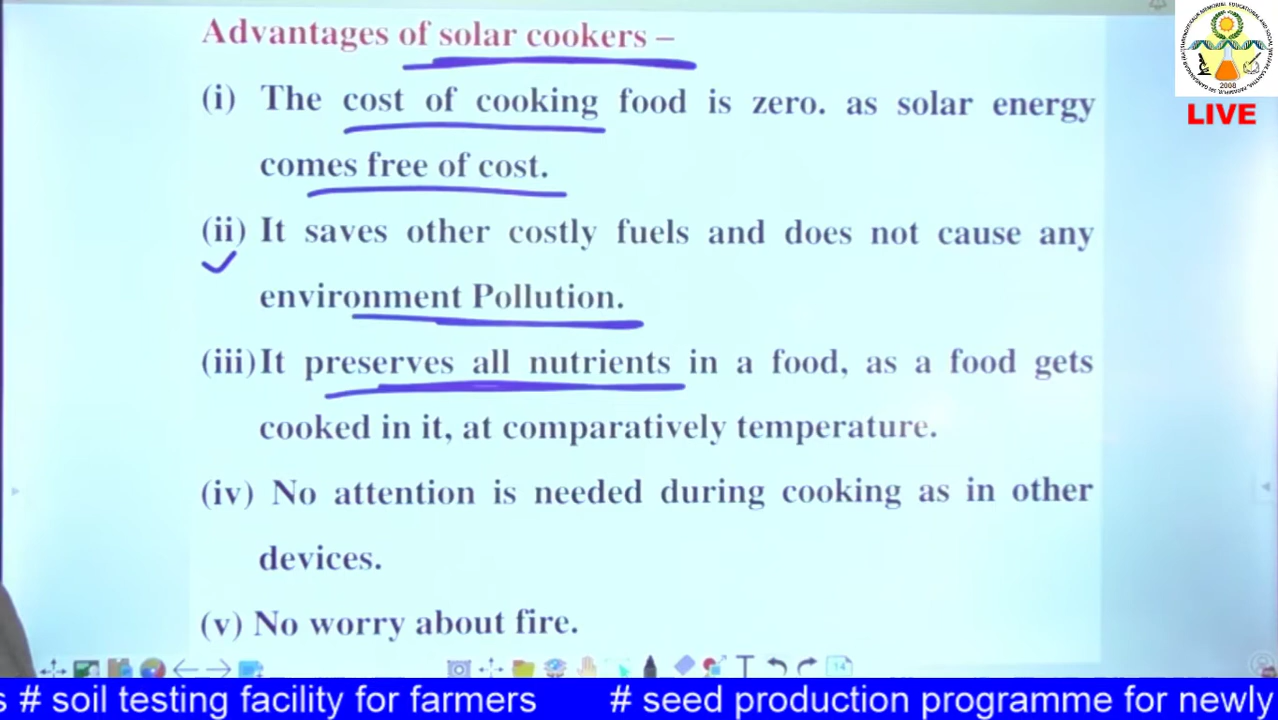 Advantages of solar cookers –
(i) The cost of cooking food is zero. as solar energy
comes free of cost.
(ii) It saves other costly fuels and does not cause any
environment Pollution.
(iii) It preserves all nutrients in a food, as a food gets
cooked in it, at comparatively temperature.
(iv) No attention is needed during cooking as in other
devices.
(v) No worry about fire.
2008
LIVE
T 14
s # soil testing facility for farmers # seed production programme for newly